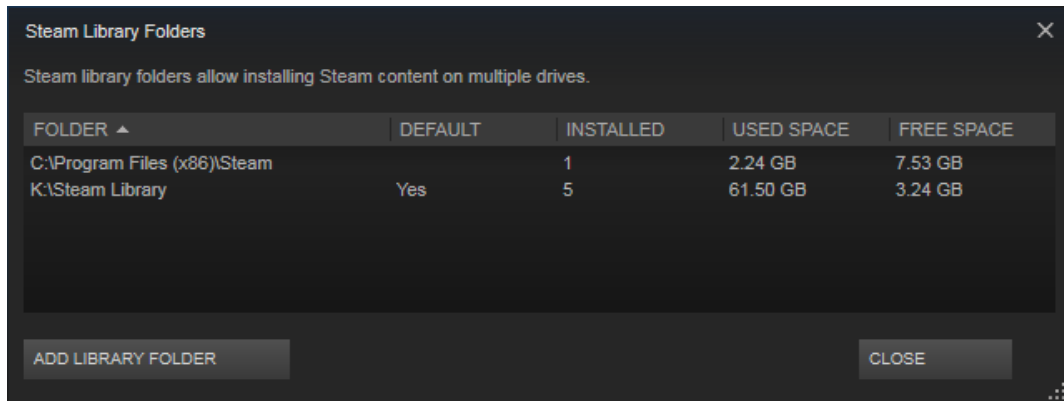 Steam Library Folders
Steam library folders allow installing Steam content on multiple drives.
FOLDER DEFAULT INSTALLED USED SPACE FREE SPACE
C:\Program Files (x86)\Steam 1 2.24 GB 7.53 GB
K:\Steam Library Yes 5 61.50 GB 3.24 GB
ADD LIBRARY FOLDER CLOSE